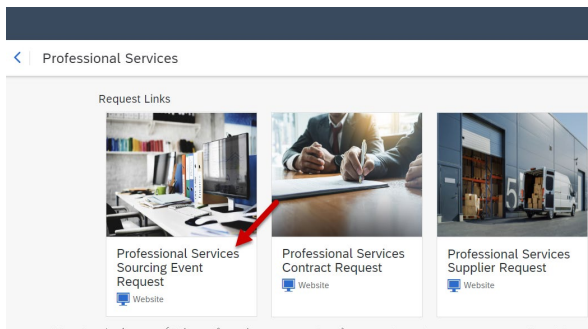 Professional Services
Request Links
5
Professional Services
Sourcing Event
Request
Website
Professional Services
Contract Request
Website
Professional Services
Supplier Request
Website